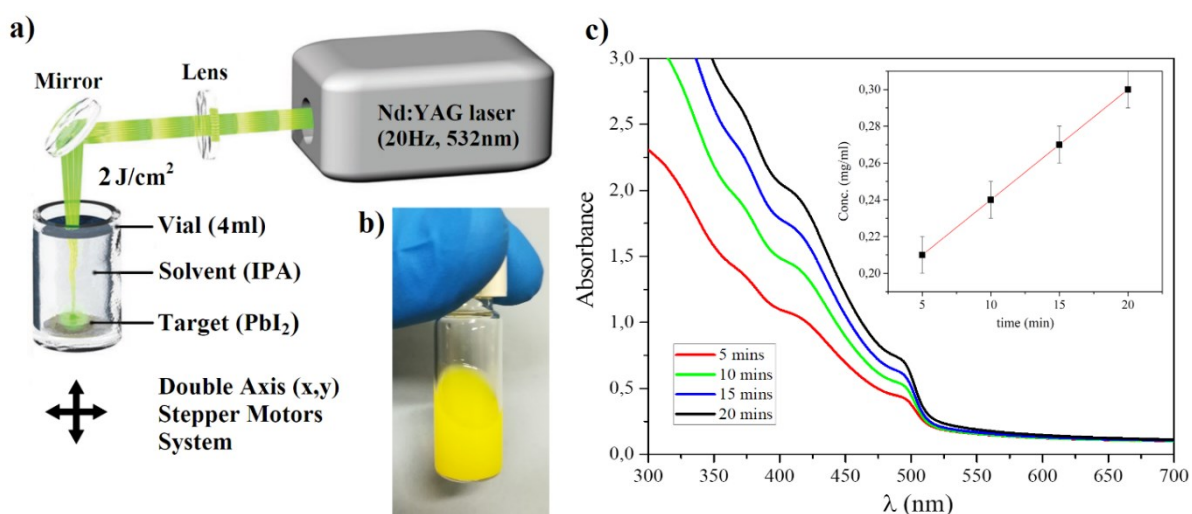 a)
Mirror
Lens
Nd:YAG laser
(20Hz, 532nm)
2 J/cm²
Vial (4ml)
Solvent (IPA)
Target (PbI₂)
Double Axis (x,y)
Stepper Motors
System
b)
c)
Absorbance
3,0
2,5
2,0
1,5
1,0
0,5
0,0
300 350 400 450 500 550 600 650 700
λ (nm)
5 mins
10 mins
15 mins
20 mins
Conc. (mg/ml)
0,30
0,28
0,26
0,24
0,22
0,20
5 10 15 20
time (min)